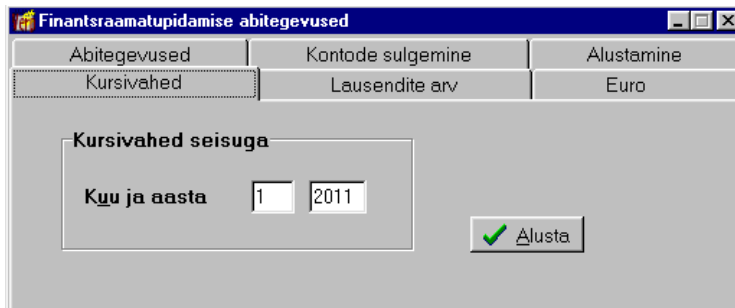 Finantsraamatupidamise abitegevused
Abitegevused Kontode sulgemine Alustamine
Kursivahed Lausendite arv Euro
Kursivahed seisuga
Kuu ja aasta 1 2011
Alusta